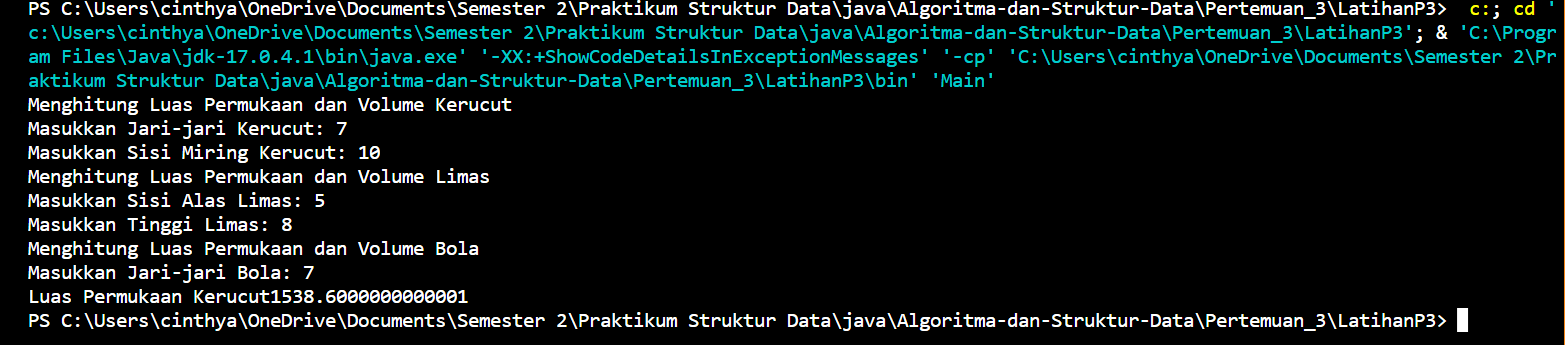 PS C:\Users\cinthya\OneDrive\Documents\Semester 2\Praktikum Struktur Data\java\Algoritma-dan-Struktur-Data\Pertemuan_3\LatihanP3>  c:; cd '
c:\Users\cinthya\OneDrive\Documents\Semester 2\Praktikum Struktur Data\java\Algoritma-dan-Struktur-Data\Pertemuan_3\LatihanP3'; & 'C:\Progr
am Files\Java\jdk-17.0.4.1\bin\java.exe' '-XX:+ShowCodeDetailsInExceptionMessages' '-cp' 'C:\Users\cinthya\OneDrive\Documents\Semester 2\Pr
aktikum Struktur Data\java\Algoritma-dan-Struktur-Data\Pertemuan_3\LatihanP3\bin' 'Main'
Menghitung Luas Permukaan dan Volume Kerucut
Masukkan Jari-jari Kerucut: 7
Masukkan Sisi Miring Kerucut: 10
Menghitung Luas Permukaan dan Volume Limas
Masukkan Sisi Alas Limas: 5
Masukkan Tinggi Limas: 8
Menghitung Luas Permukaan dan Volume Bola
Masukkan Jari-jari Bola: 7
Luas Permukaan Kerucut1538.6000000000001
PS C:\Users\cinthya\OneDrive\Documents\Semester 2\Praktikum Struktur Data\java\Algoritma-dan-Struktur-Data\Pertemuan_3\LatihanP3>